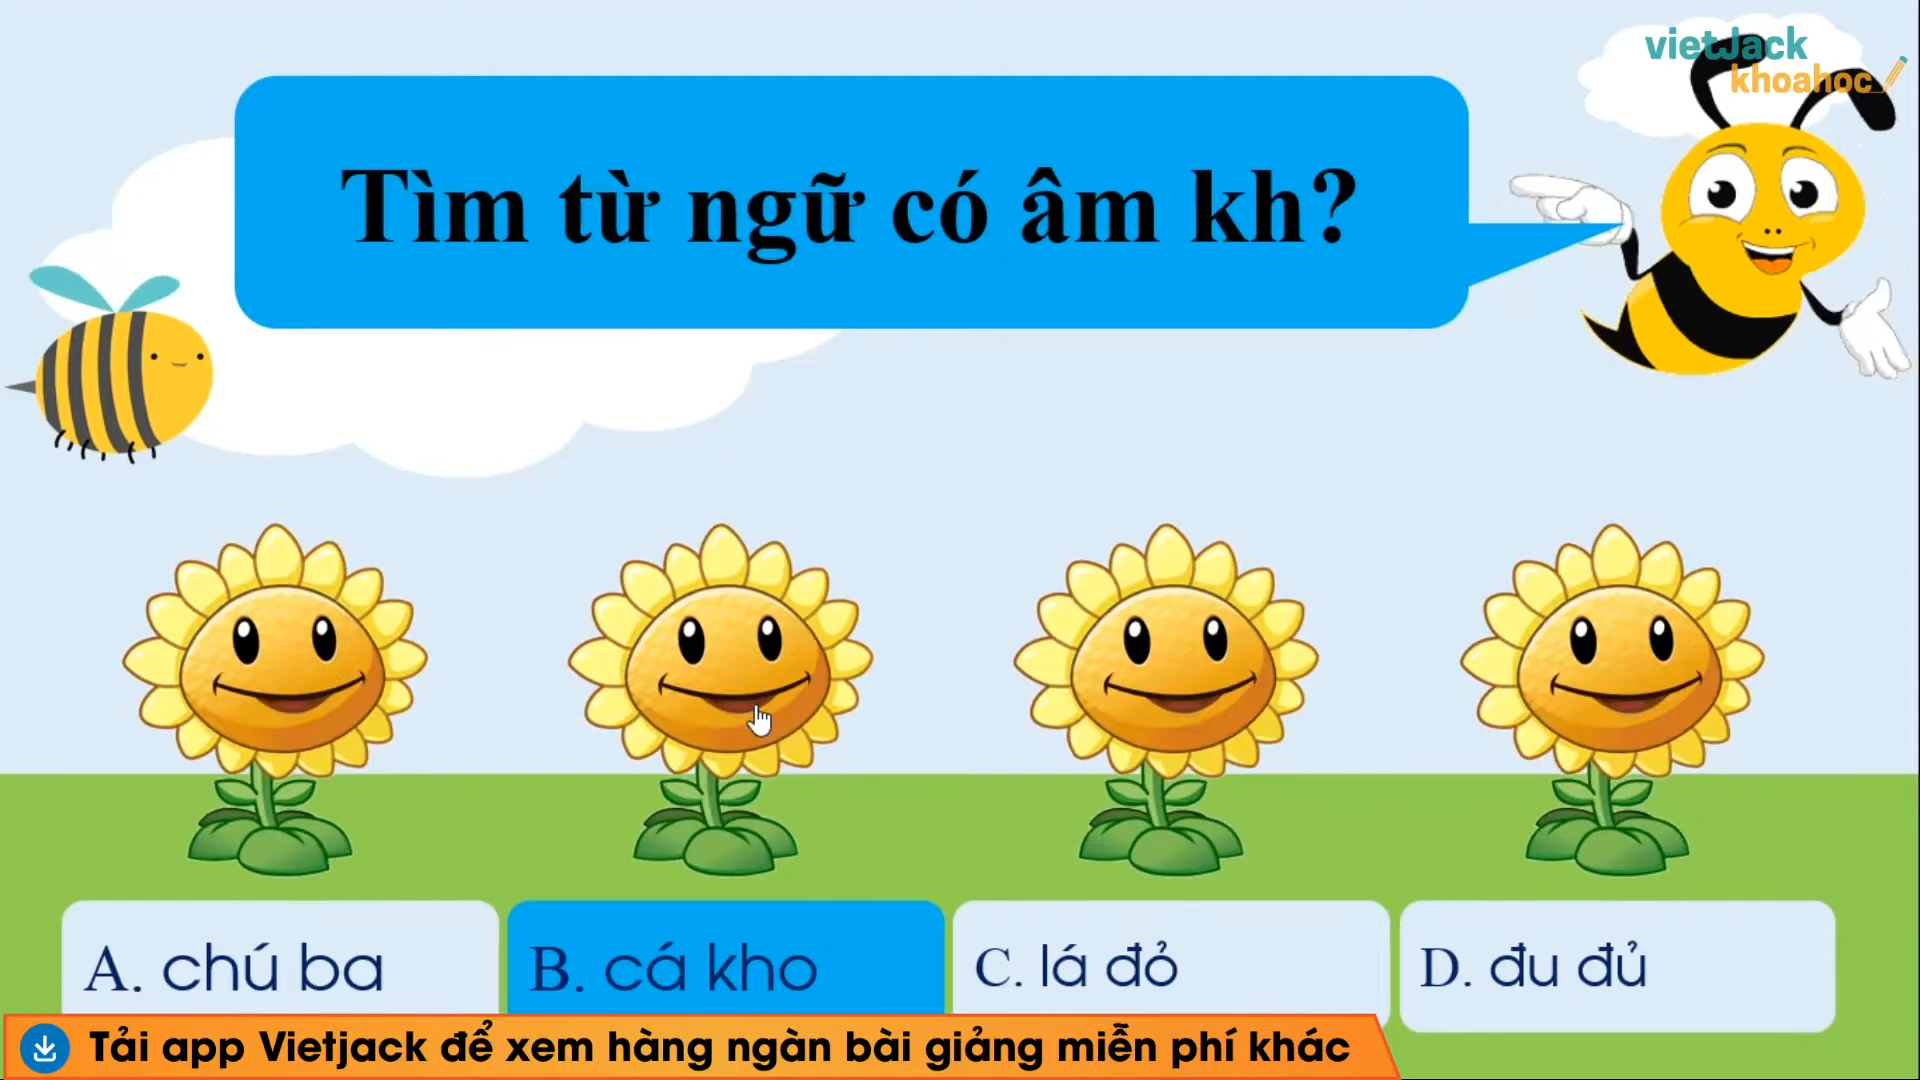 vietJack
khoahoc
Tìm từ ngữ có âm kh?
A. chú ba
B. cá kho
C. lá đỏ
D. đu đủ
Tải app Vietjack để xem hàng ngàn bài giảng miễn phí khác